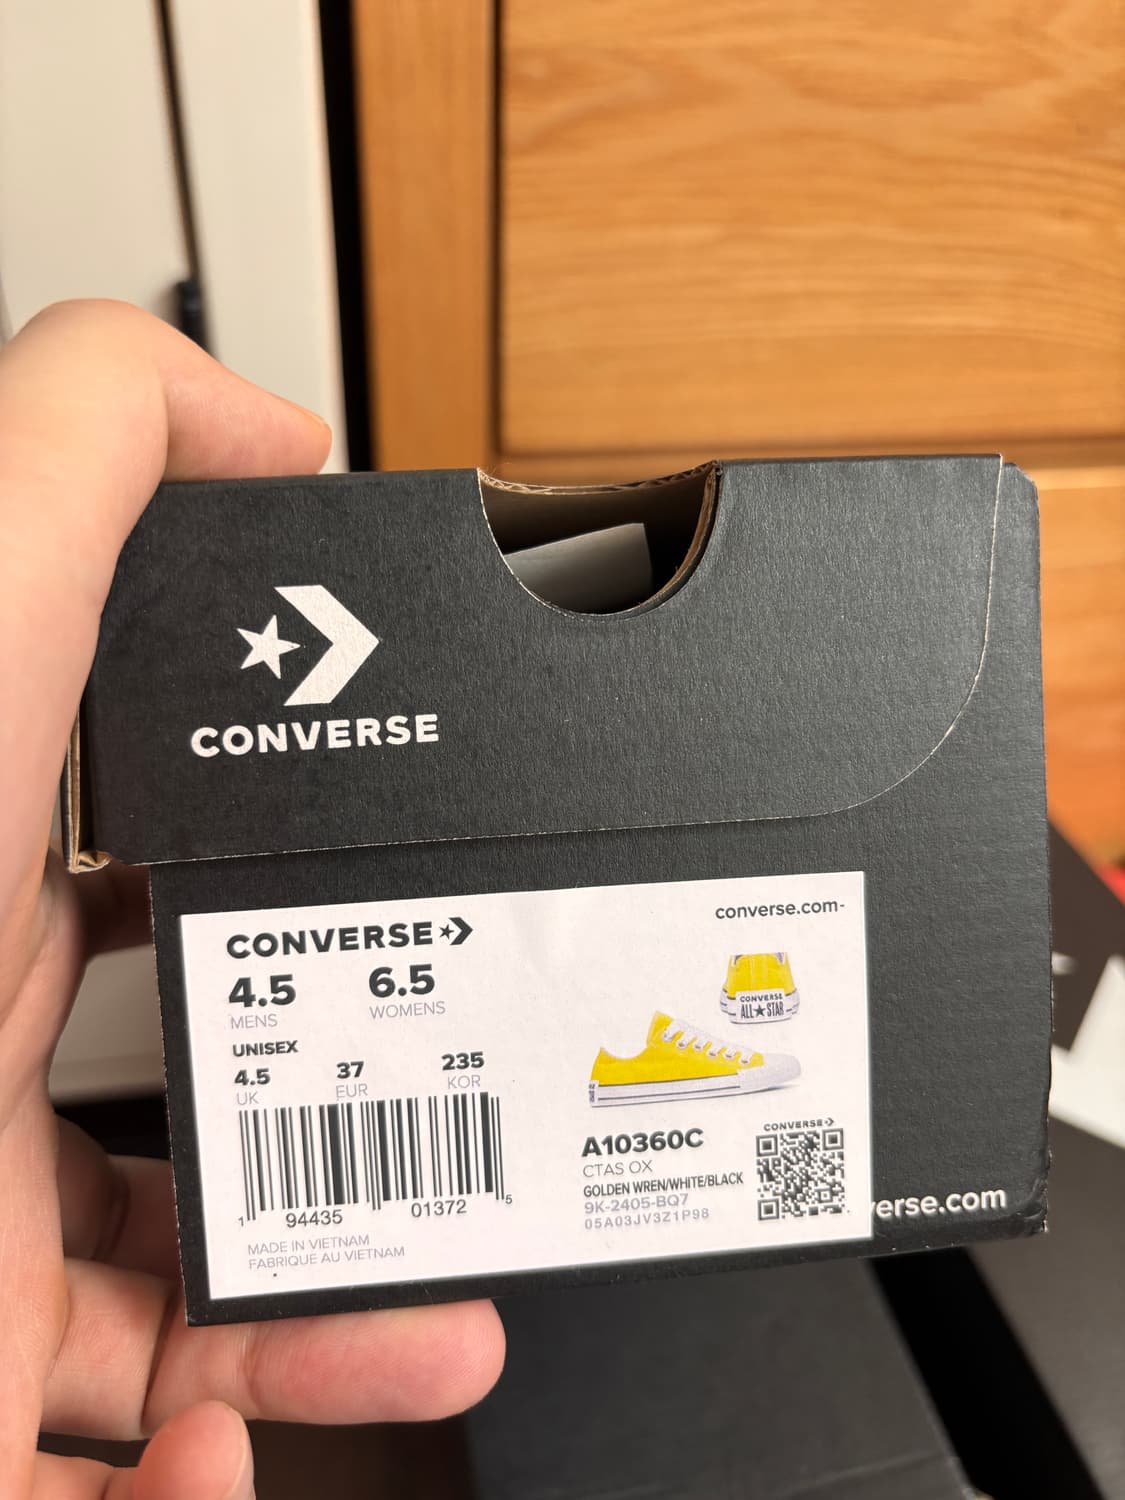 CONVERSE
CONVERSE
converse.com-
4.5 6.5
MENS WOMENS
UNISEX
4.5 37 235
UK EUR KOR
1 94435 01372 5
MADE IN VIETNAM
FABRIQUE AU VIETNAM
CONVERSE
ALL★STAR
A10360C
CTAS OX
GOLDEN WREN/WHITE/BLACK
9K-2405-BQ7
05A03JV3Z1P98
CONVERSE
verse.com